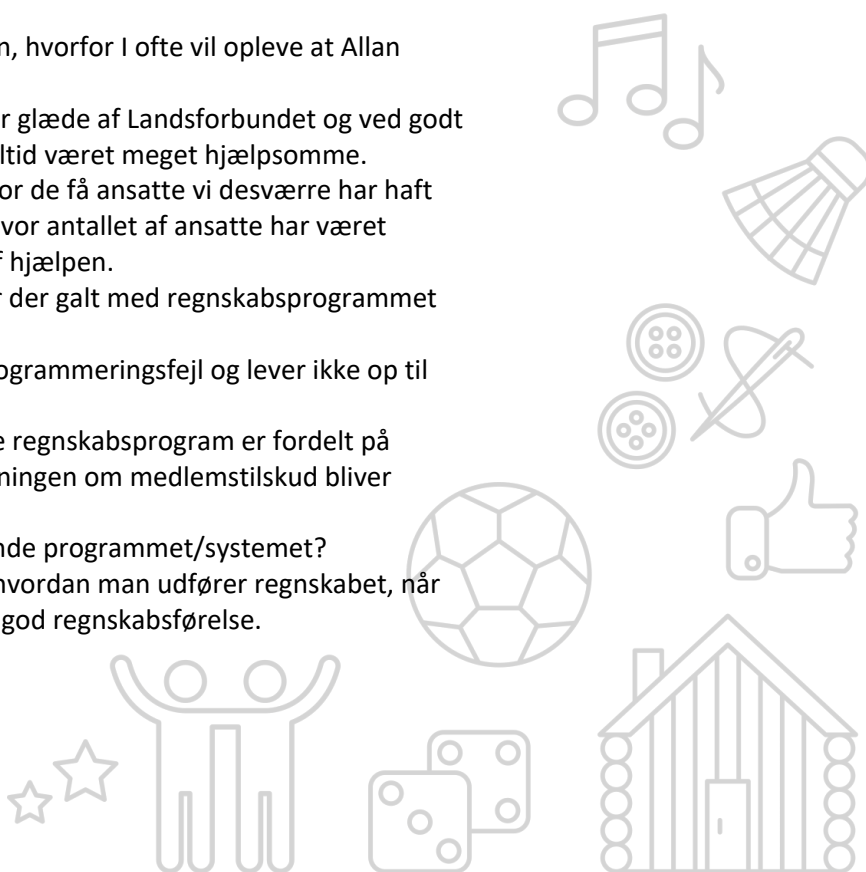 n, hvorfor I ofte vil opleve at Allan
r glæde af Landsforbundet og ved godt
ltid været meget hjælpsomme.
or de få ansatte vi desværre har haft
vor antallet af ansatte har været
f hjælpen.
r der galt med regnskabsprogrammet
ogrammeringsfejl og lever ikke op til
e regnskabsprogram er fordelt på
ningen om medlemstilskud bliver
nde programmet/systemet?
hvordan man udfører regnskabet, når
god regnskabsførelse.